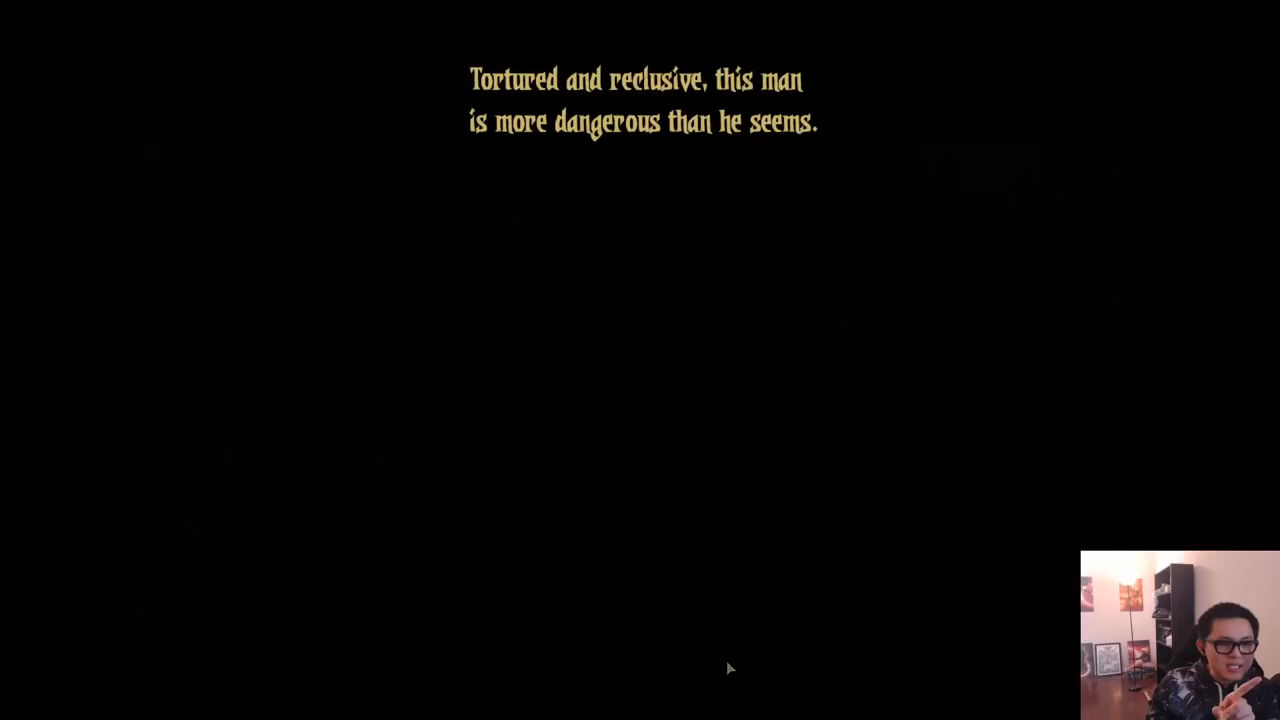 Tortured and reclusive, this man
is more dangerous than he seems.